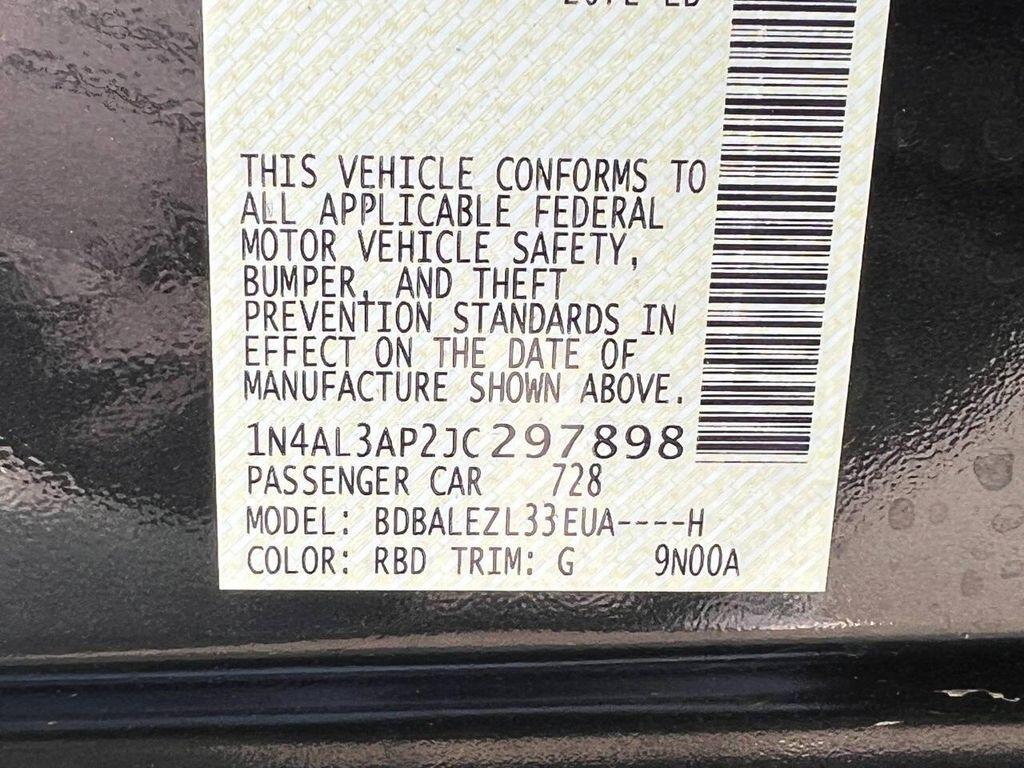 THIS VEHICLE CONFORMS TO
ALL APPLICABLE FEDERAL
MOTOR VEHICLE SAFETY,
BUMPER, AND THEFT
PREVENTION STANDARDS IN
EFFECT ON THE DATE OF
MANUFACTURE SHOWN ABOVE.
1N4AL3AP2JC297898
PASSENGER CAR 728
MODEL: BDBALEZL33EUA----H
COLOR: RBD TRIM: G 9N00A